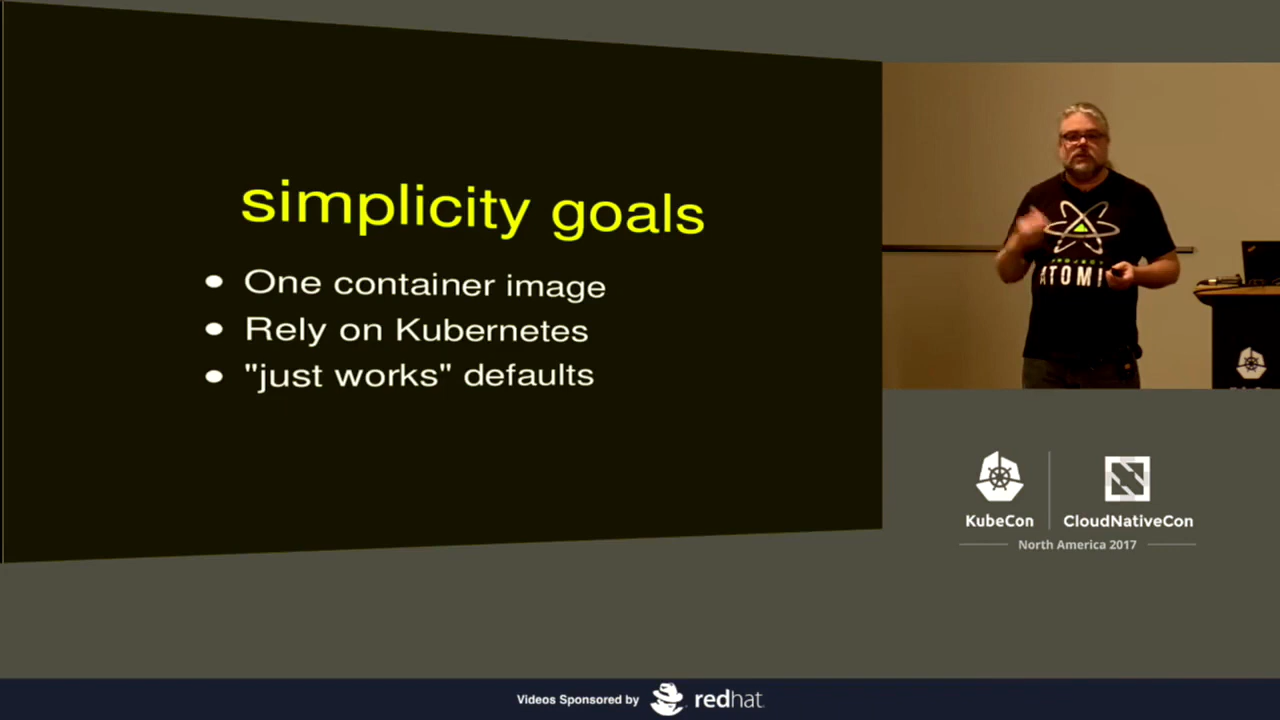 simplicity goals
One container image
Rely on Kubernetes
"just works" defaults
ATOMI
KubeCon
CloudNativeCon
North America 2017
Videos Sponsored by
redhat.